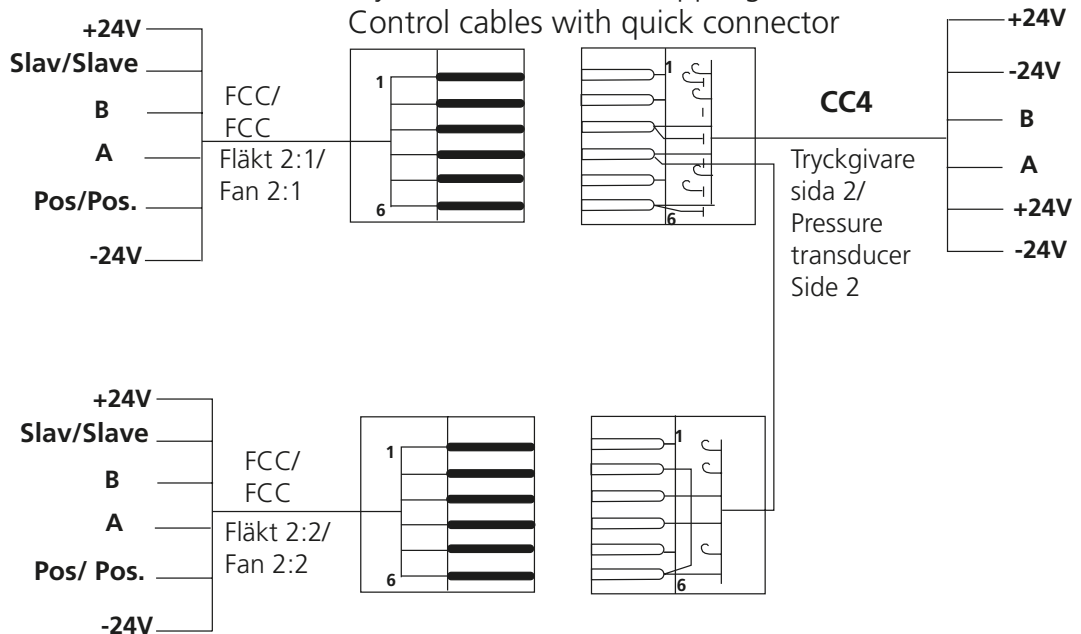 Control cables with quick connector
+24V
Slav/Slave
B
A
Pos/Pos.
-24V
FCC/
FCC
Fläkt 2:1/
Fan 2:1
1
6
1
6
CC4
Tryckgivare
sida 2/
Pressure
transducer
Side 2
+24V
-24V
B
A
+24V
-24V
+24V
Slav/Slave
B
A
Pos/ Pos.
-24V
FCC/
FCC
Fläkt 2:2/
Fan 2:2
1
6
1
6